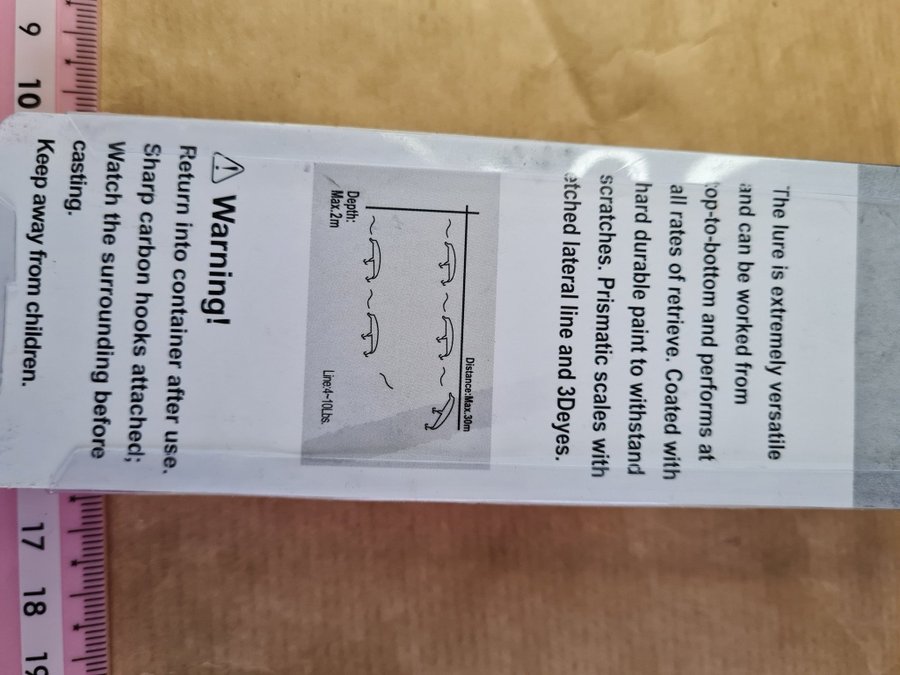 The lure is extremely versatile
and can be worked from
top-to-bottom and performs at
all rates of retrieve. Coated with
hard durable paint to withstand
scratches. Prismatic scales with
etched lateral line and 3Deyes.
Distance:Max.30m
Depth:
Max.2m
Line:4~10Lbs.
Warning!
Return into container after use.
Sharp carbon hooks attached;
Watch the surrounding before
casting.
Keep away from children.
9
10
17
18
19